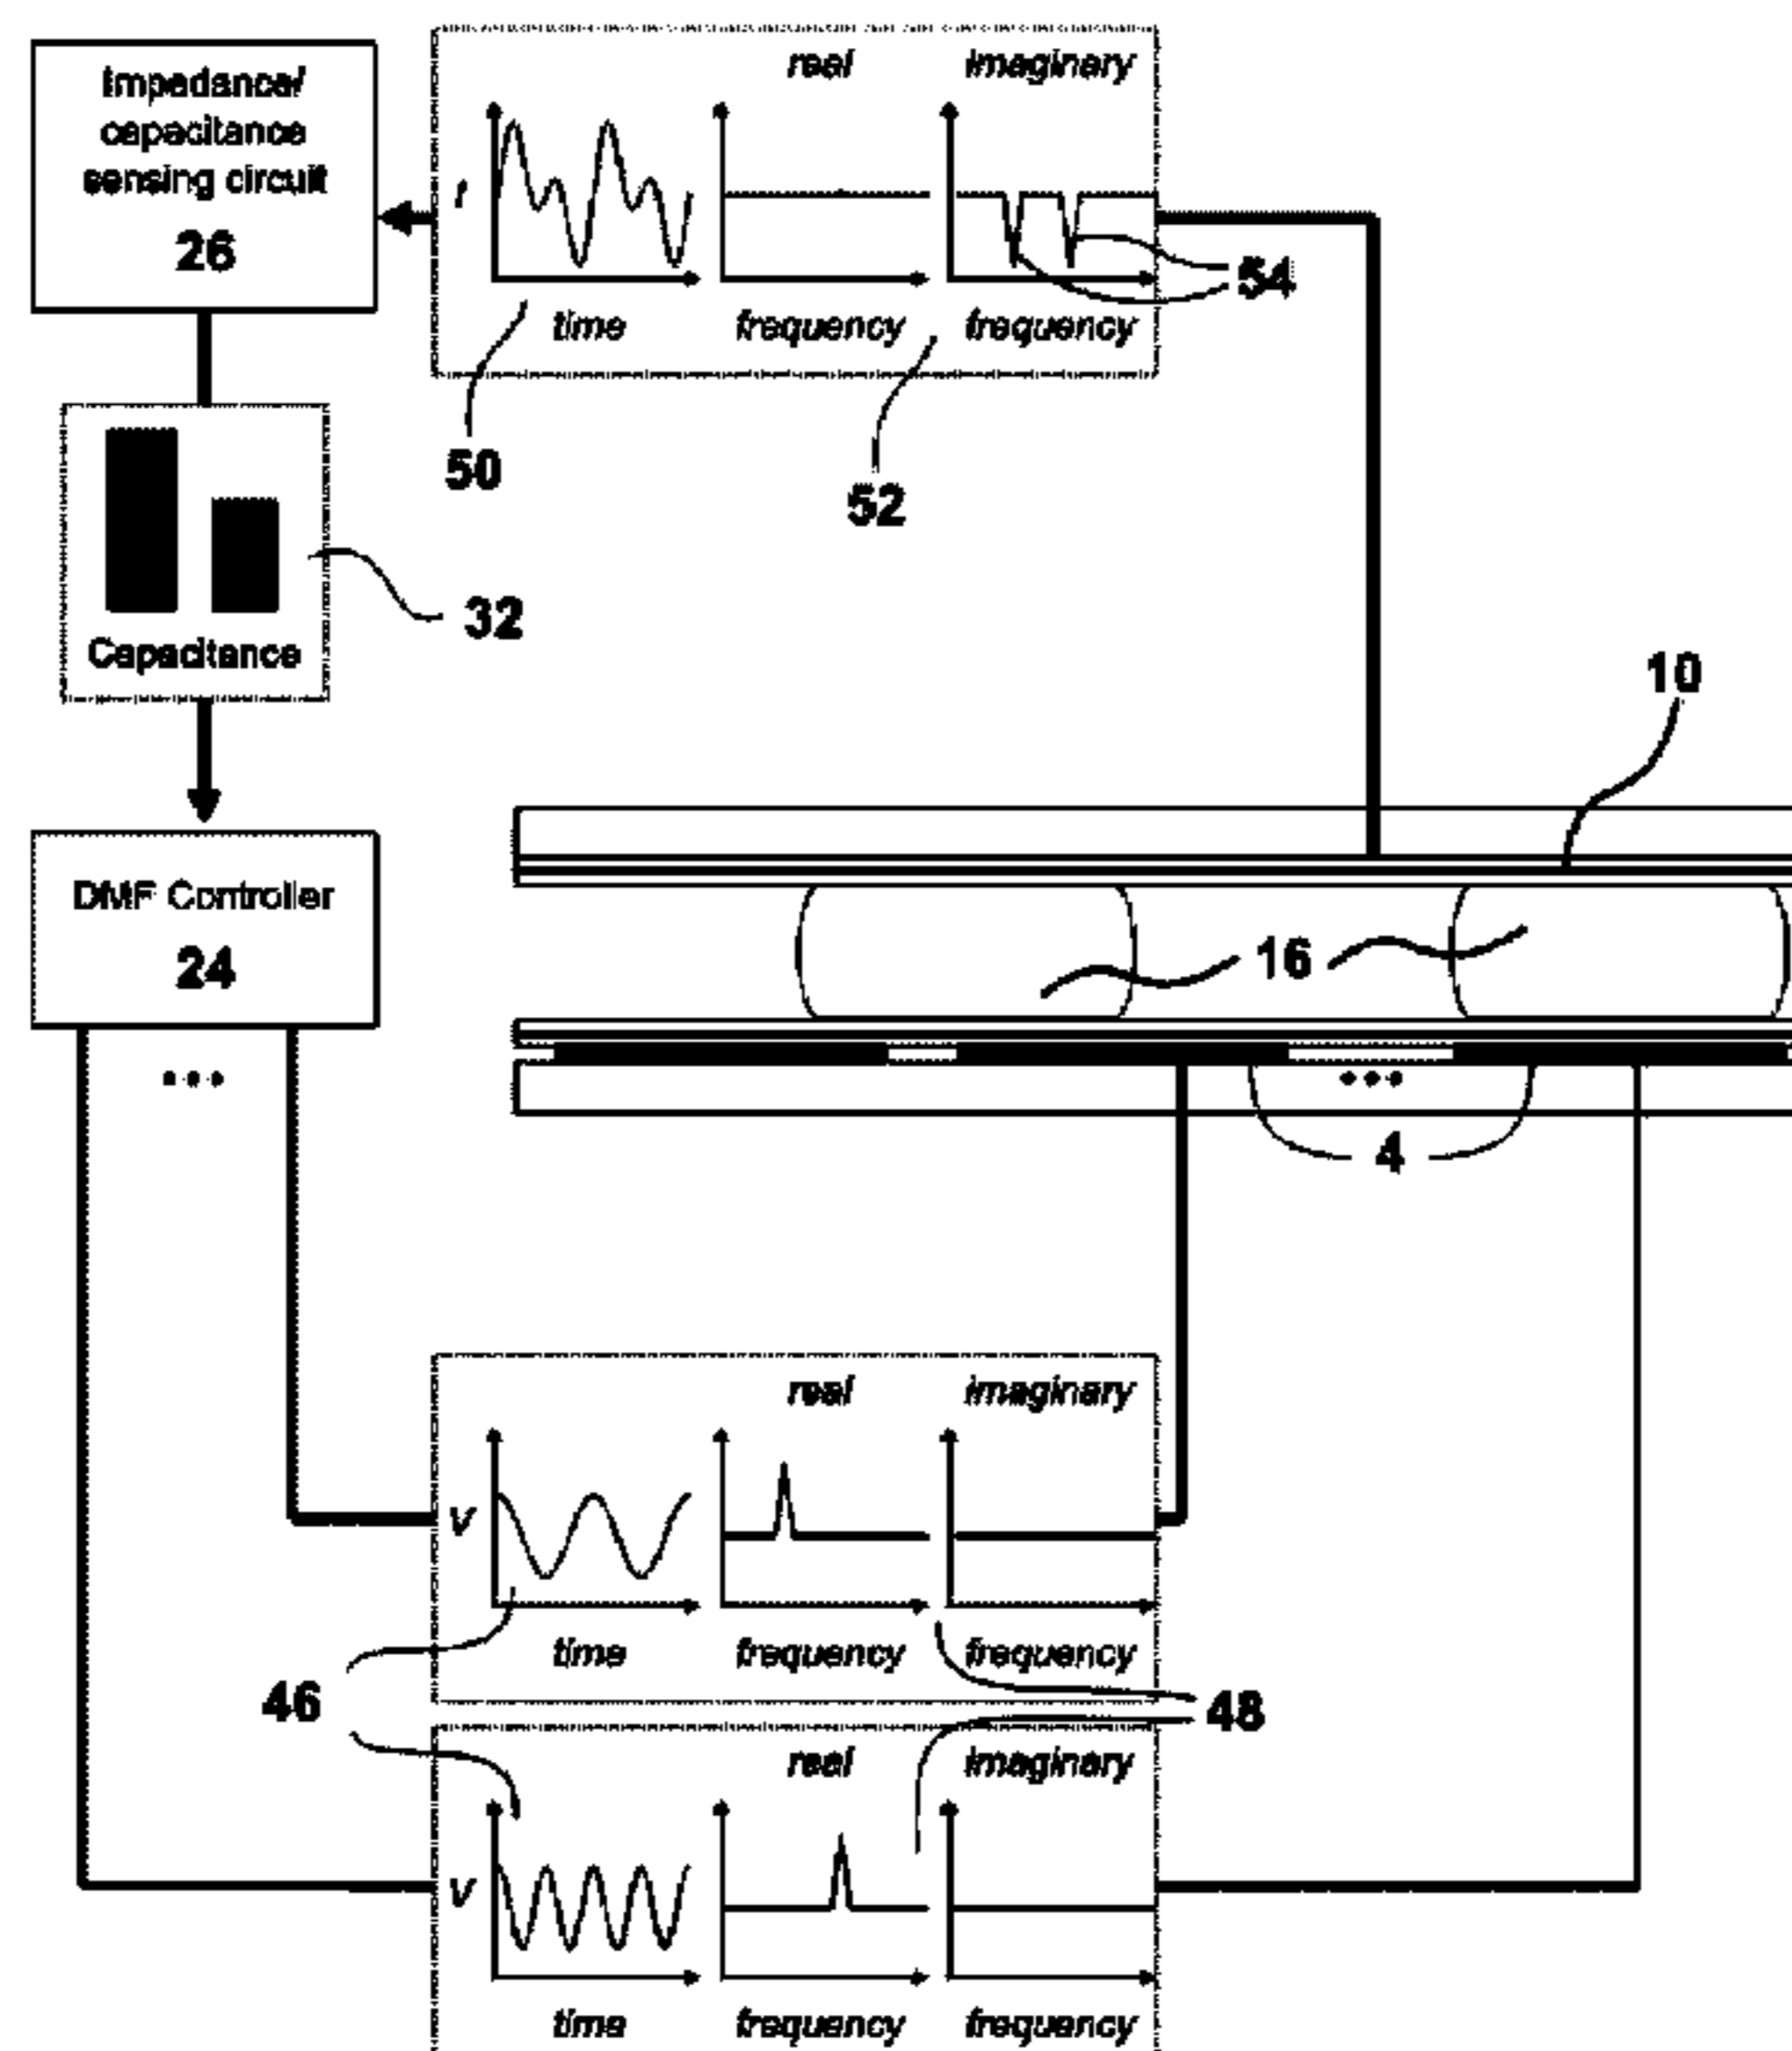 Impedance/
capacitance
sensing circuit
26
real imaginary
I
time frequency frequency
54
50
52
Capacitance
32
10
DMF Controller
24
...
16
...
4
real imaginary
V
time frequency frequency
46
48
real imaginary
V
time frequency frequency